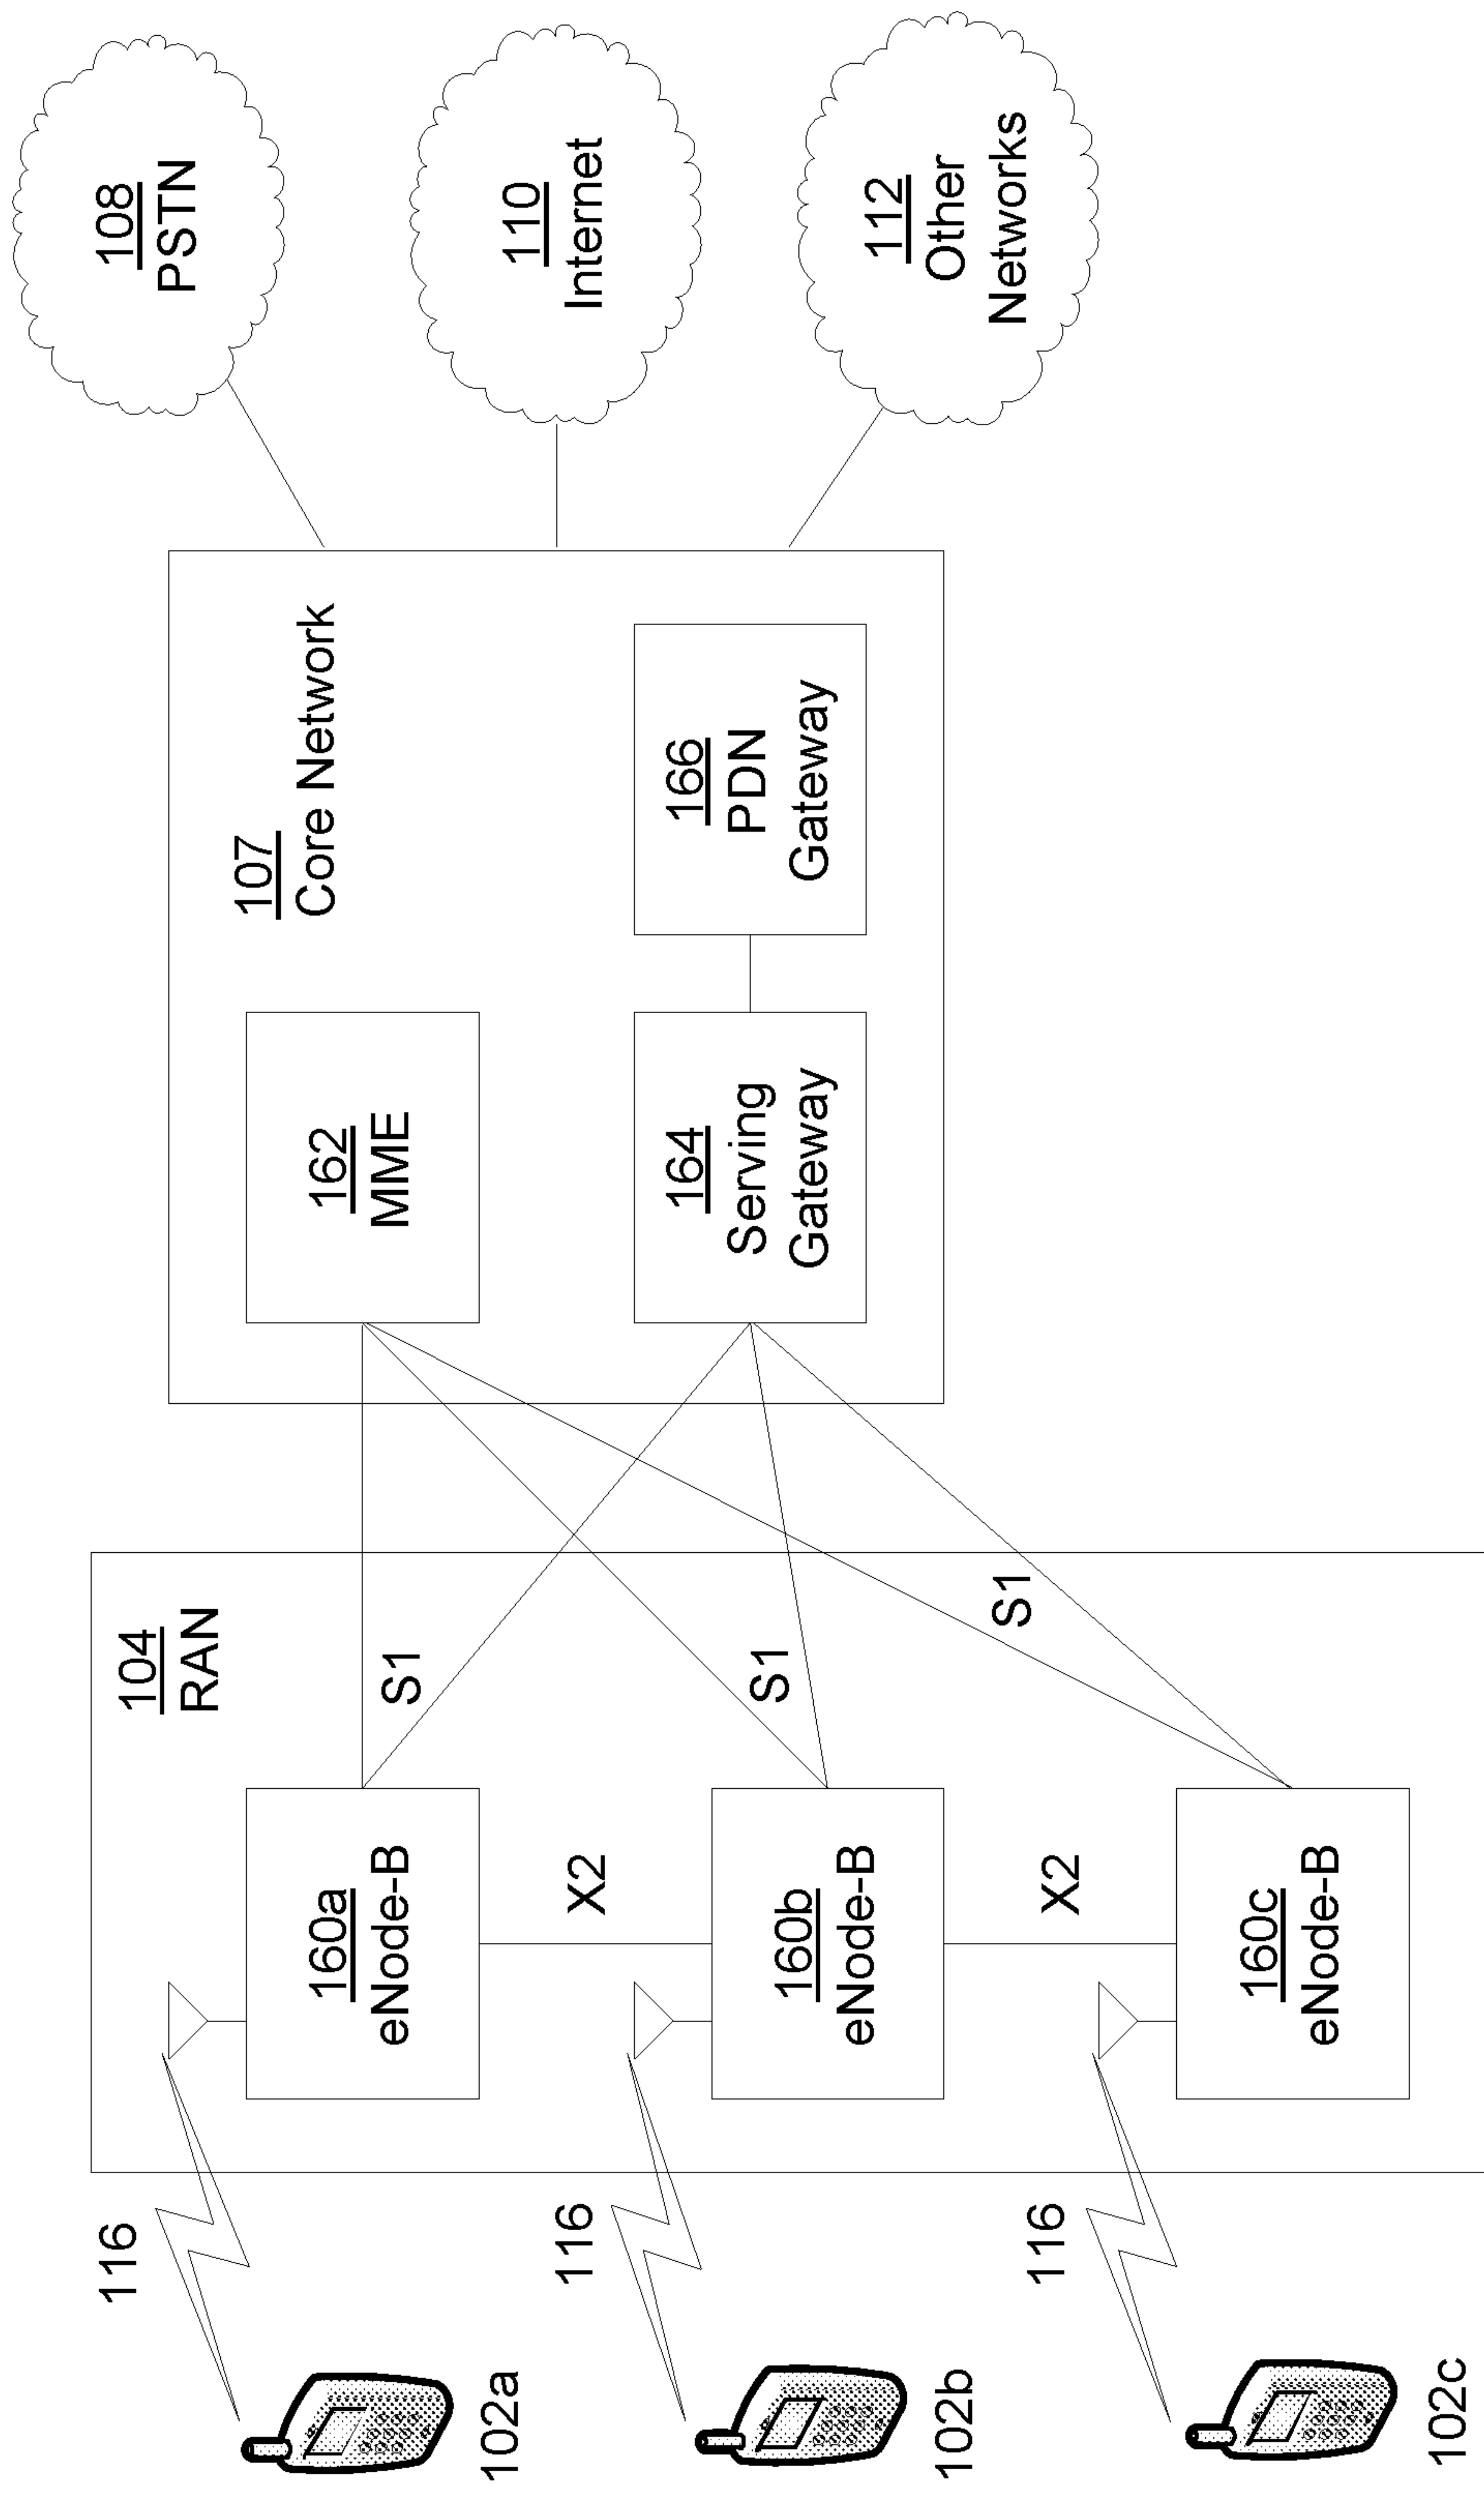 102a
102b
102c
116
116
116
104
RAN
160a
eNode-B
X2
160b
eNode-B
X2
160c
eNode-B
S1
S1
S1
107
Core Network
162
MME
164
Serving
Gateway
166
PDN
Gateway
108
PSTN
110
Internet
112
Other
Networks